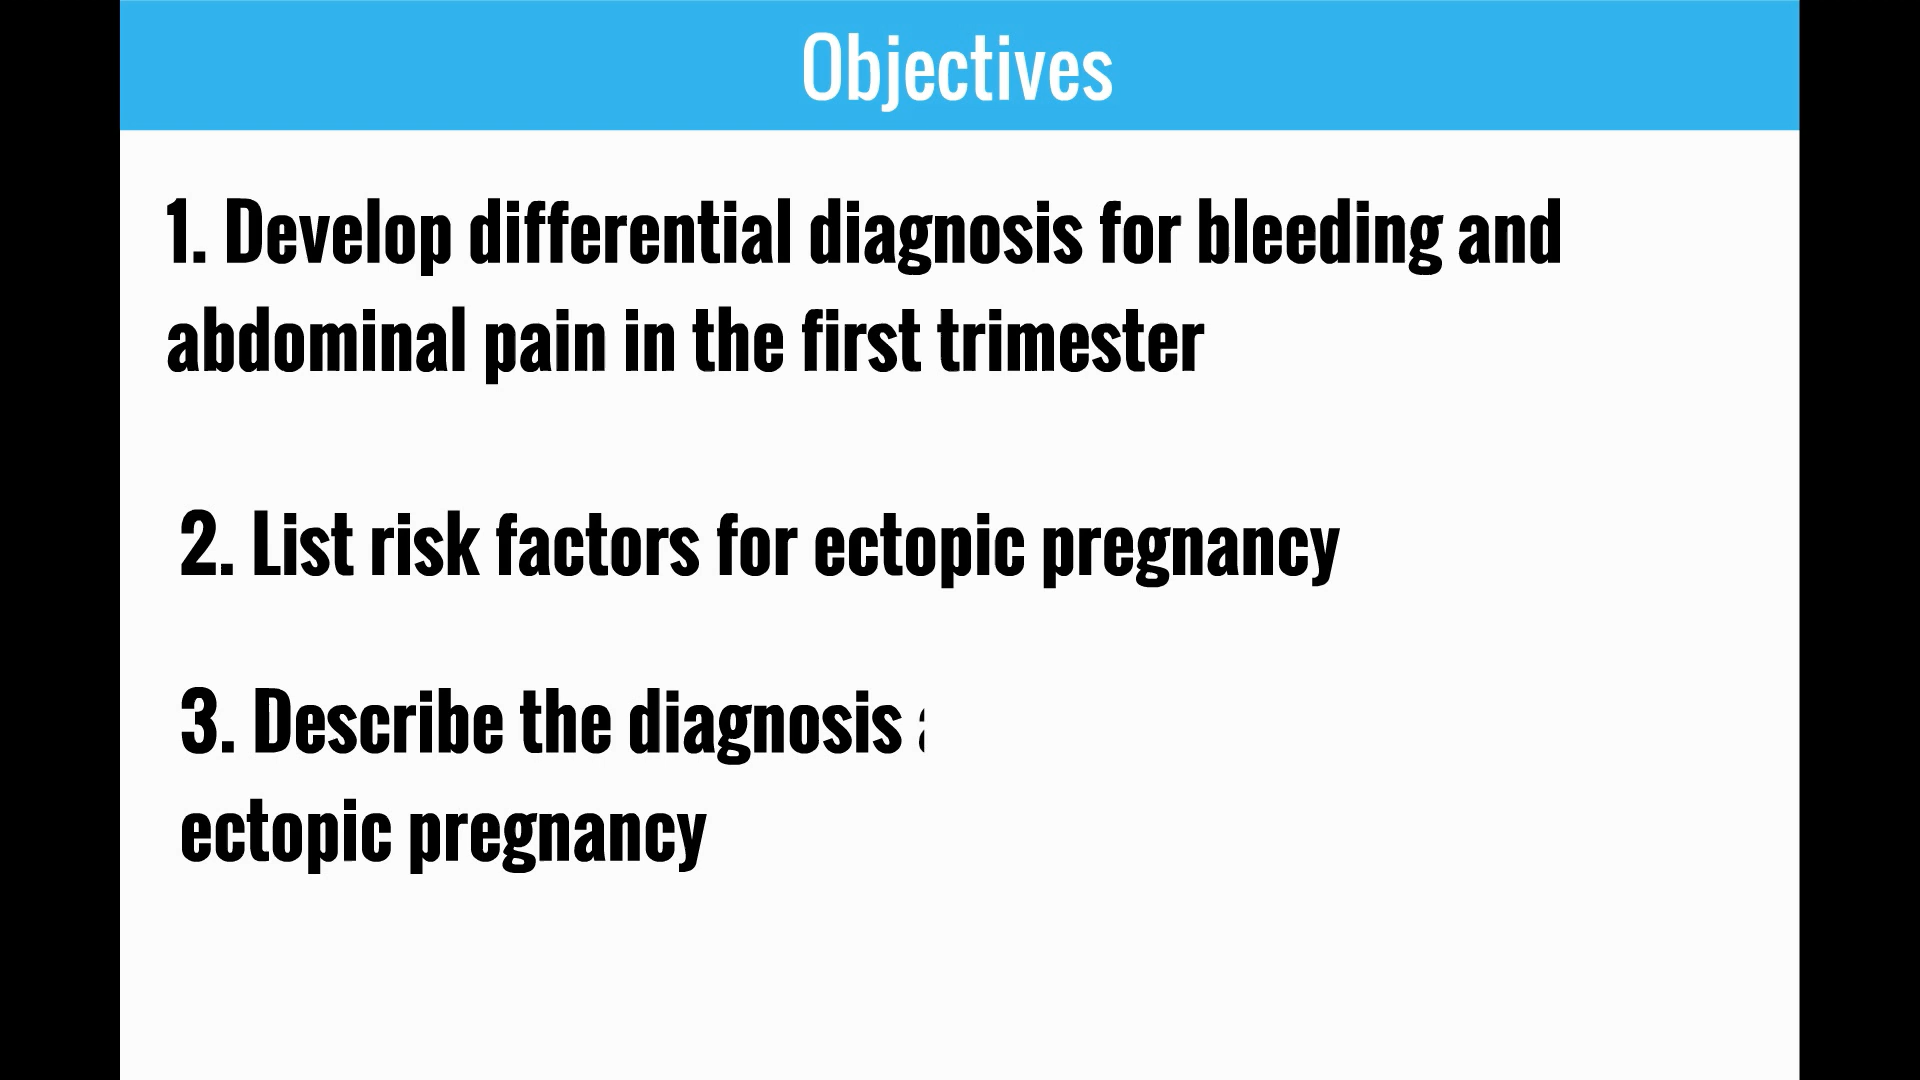 Objectives
1. Develop differential diagnosis for bleeding and
abdominal pain in the first trimester
2. List risk factors for ectopic pregnancy
3. Describe the diagnosis
ectopic pregnancy